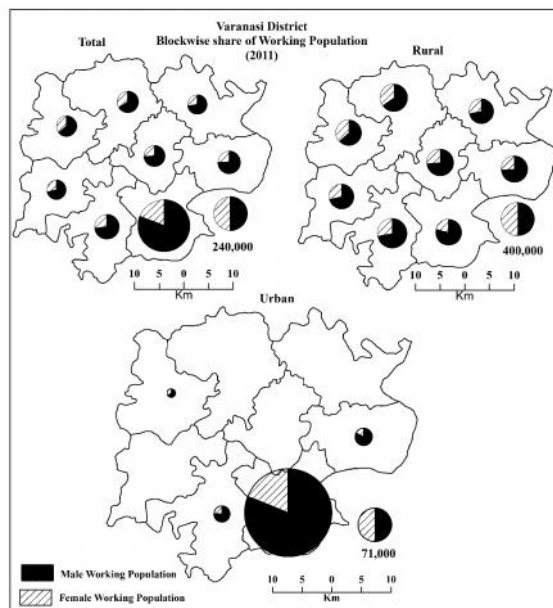 Varanasi District
Blockwise share of Working Population
(2011)
Total
Rural
240,000
400,000
10 5 0 5 10
Km
10 5 0 5 10
Km
Urban
71,000
Male Working Population
Female Working Population
10 5 0 5 10
Km